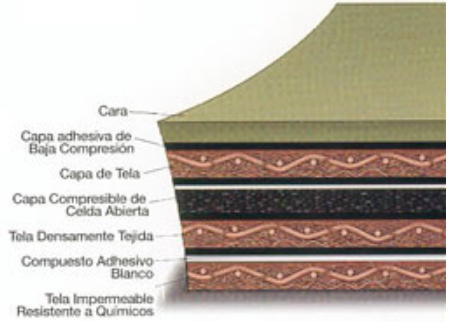 Cara
Capa adhesiva de
Baja Compresión
Capa de Tela
Capa Compresible de
Celda Abierta
Tela Densamente Tejida
Compuesto Adhesivo
Blanco
Tela Impermeable
Resistente a Químicos